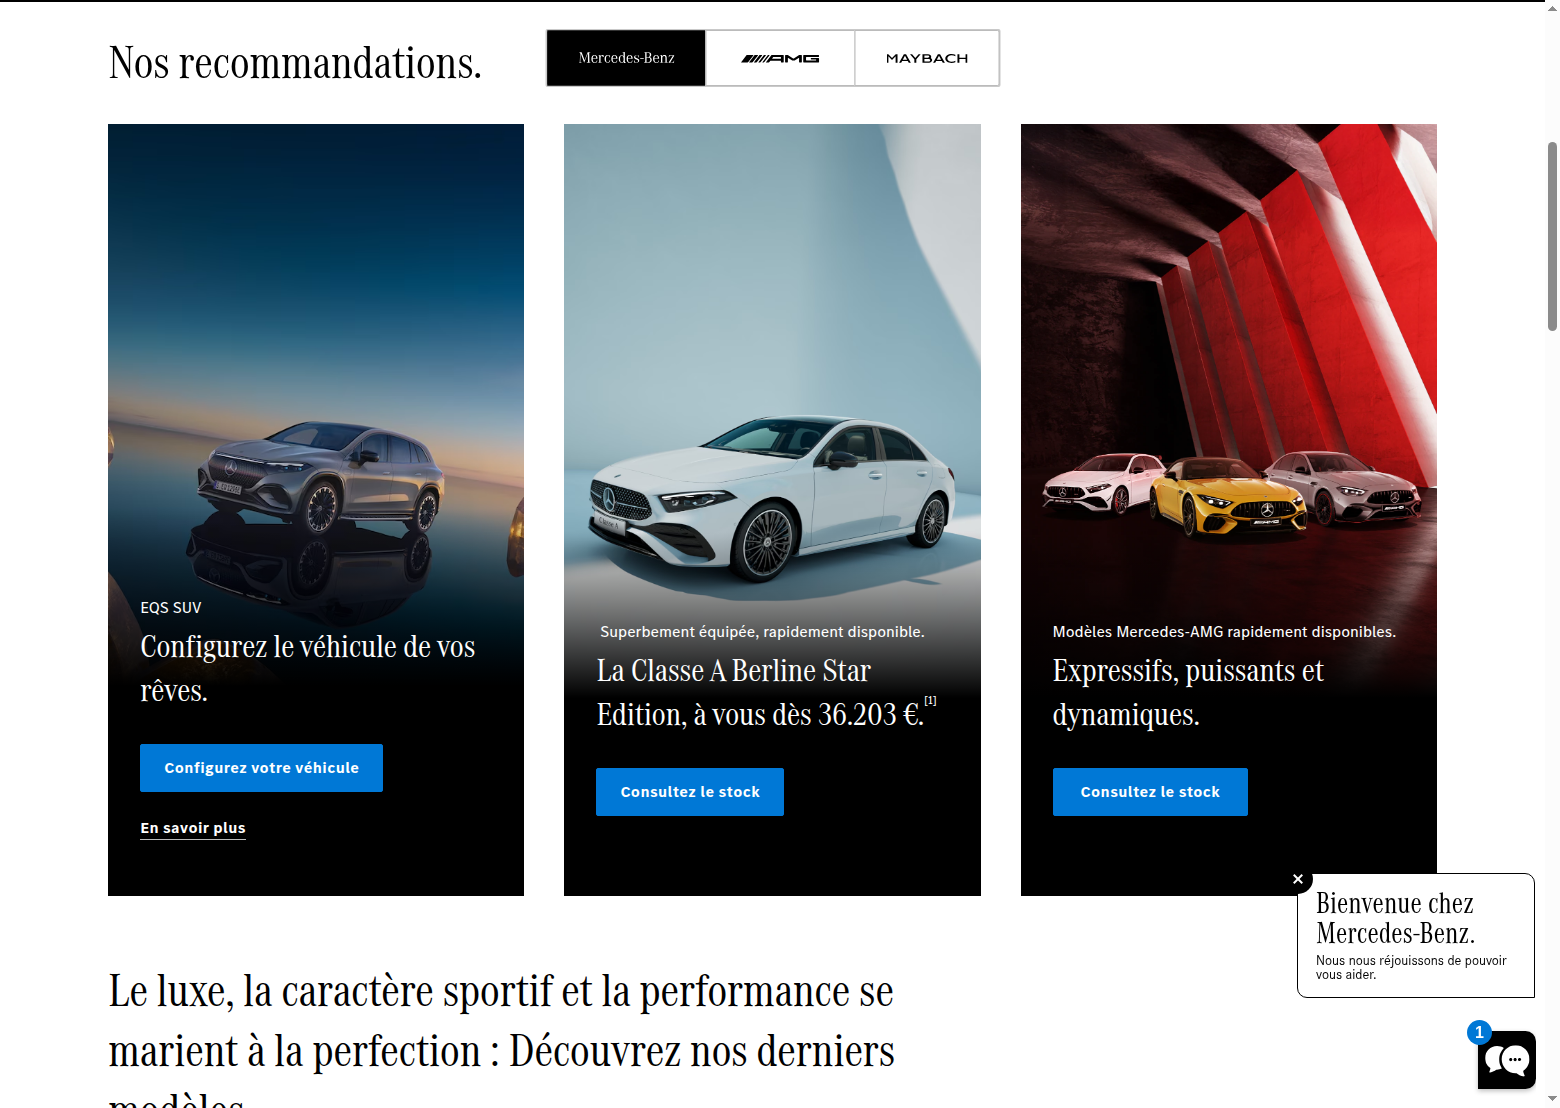 Nos recommandations.
Mercedes-Benz
AMG
MAYBACH
EQS SUV
Configurez le véhicule de vos
rêves.
Configurez votre véhicule
En savoir plus
Superbement équipée, rapidement disponible.
La Classe A Berline Star
Edition, à vous dès 36.203 €.[1]
Consultez le stock
Modèles Mercedes-AMG rapidement disponibles.
Expressifs, puissants et
dynamiques.
Consultez le stock
Bienvenue chez
Mercedes-Benz.
Nous nous réjouissons de pouvoir
vous aider.
1
Le luxe, la caractère sportif et la performance se
marient à la perfection : Découvrez nos derniers
modèles